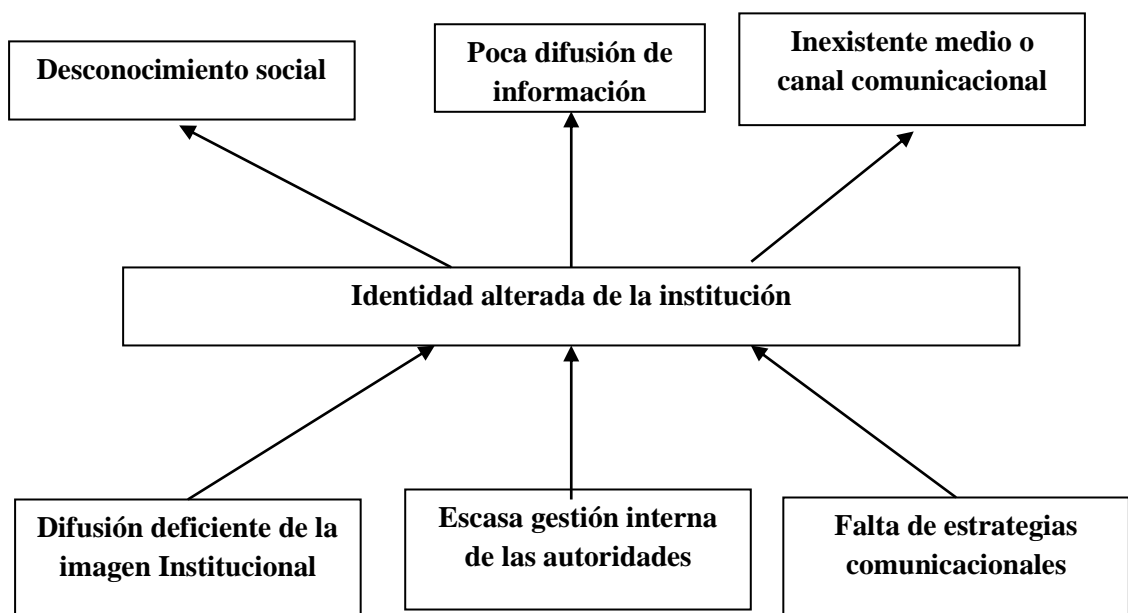 Desconocimiento social
Poca difusión de
información
Inexistente medio o
canal comunicacional
Identidad alterada de la institución
Difusión deficiente de la
imagen Institucional
Escasa gestión interna
de las autoridades
Falta de estrategias
comunicacionales